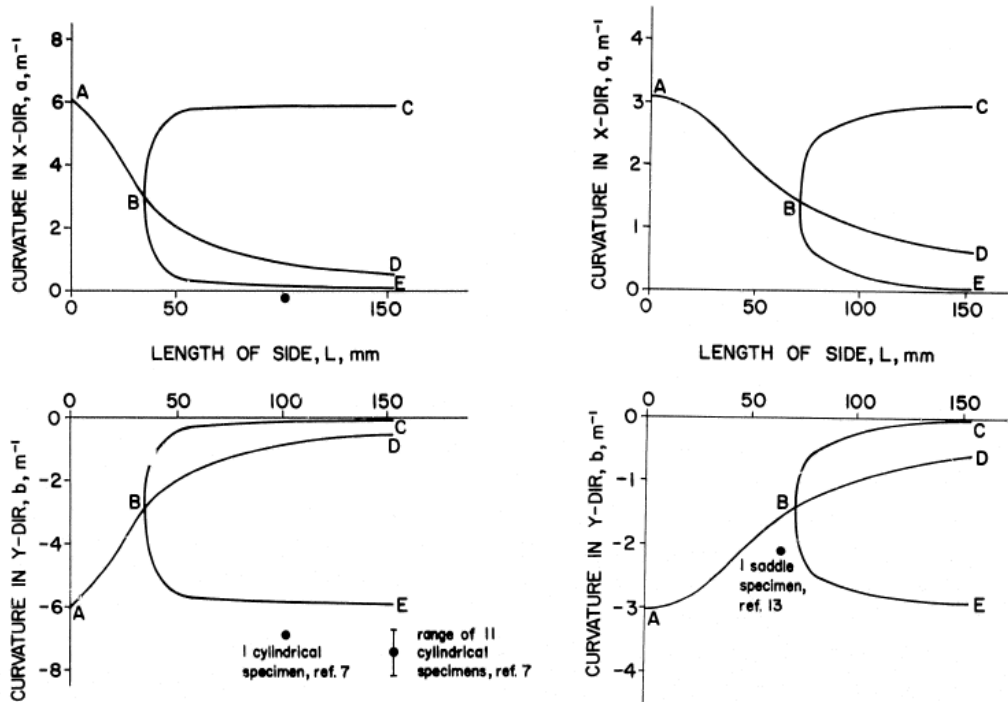 CURVATURE IN X-DIR, a, m⁻¹
8
6
4
2
0
A
B
C
D
E
0 50 100 150
LENGTH OF SIDE, L, mm
CURVATURE IN X-DIR, a, m⁻¹
4
3
2
1
0
A
B
C
D
E
0 50 100 150
LENGTH OF SIDE, L, mm
CURVATURE IN Y-DIR, b, m⁻¹
0 50 100 150
0
-2
-4
-6
-8
A
B
C
D
E
1 cylindrical
specimen, ref. 7
range of 11
cylindrical
specimens, ref. 7
CURVATURE IN Y-DIR, b, m⁻¹
0 50 100 150
0
-1
-2
-3
-4
A
B
C
D
E
1 saddle
specimen,
ref. 13